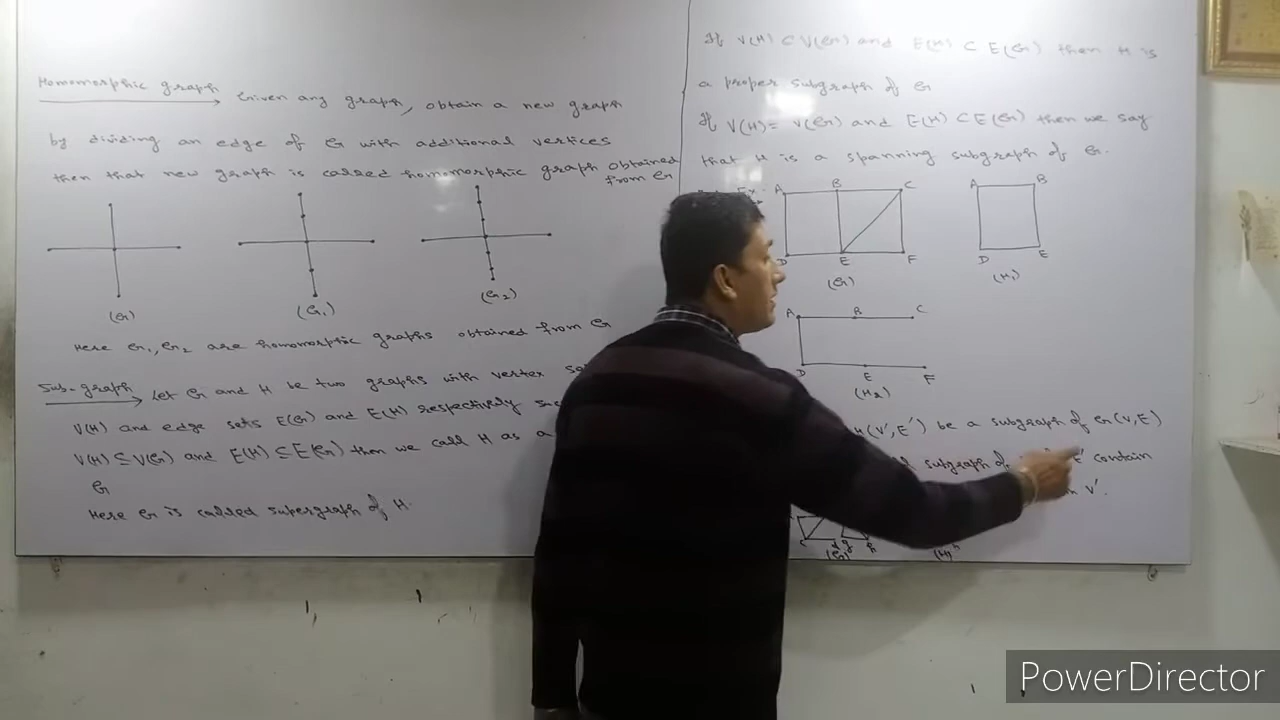 Homomorphic graph Given any graph, obtain a new graph
by dividing an edge of G with additional vertices
then that new graph is called homomorphic graph obtained
from G
(G)
(G1)
(G2)
Here G1, G2 are homomorphic graphs obtained from G
Sub-graph Let G and H be two graphs with vertex
V(H) and edge sets E(G) and E(H) respectively
V(H) ⊆ V(G) and E(H) ⊆ E(G) then we call H as a
G
Here G is called supergraph of H.
If V(H) ⊂ V(G) and E(H) ⊂ E(G) then H is
a proper subgraph of G
If V(H) = V(G) and E(H) ⊂ E(G) then we say
that H is a spanning subgraph of G.
Ex:-
A B C
D E F
(G)
A B
D E
(H1)
A B C
D E F
(H2)
H(V', E') be a subgraph of G(V, E)
subgraph of E' contain
V'.
(G)
PowerDirector